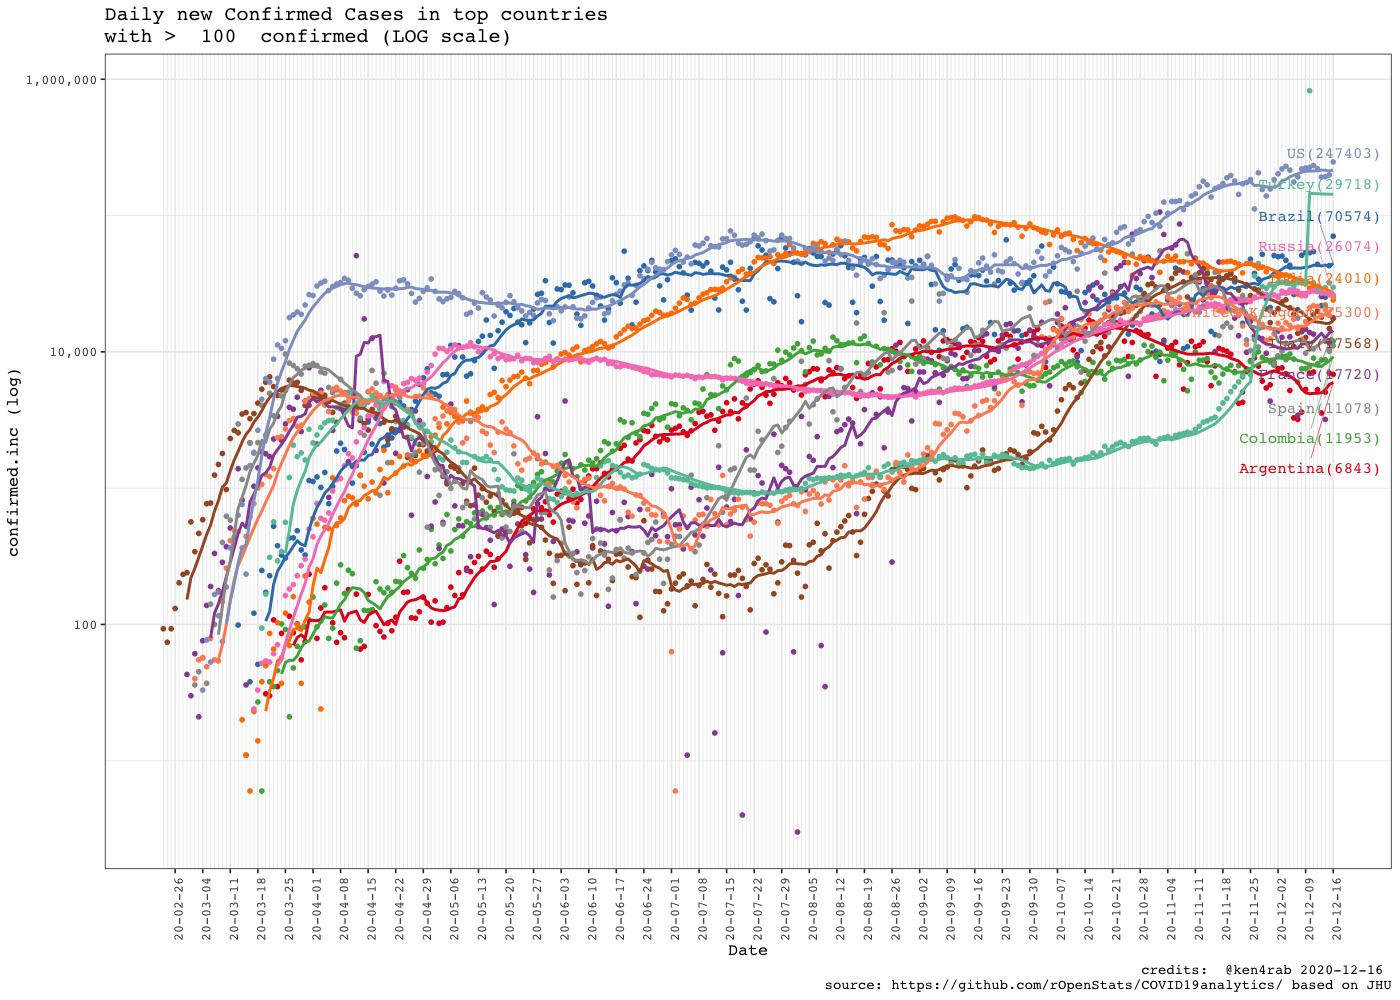 Daily new Confirmed Cases in top countries
with >  100  confirmed (LOG scale)
1,000,000
10,000
100
confirmed.inc (log)
US(247403)
Turkey(29718)
Brazil(70574)
Russia(26074)
India(24010)
United Kingdom(25300)
France(17720)
Spain(11078)
Colombia(11953)
Argentina(6843)
20-02-26
20-03-04
20-03-11
20-03-18
20-03-25
20-04-01
20-04-08
20-04-15
20-04-22
20-04-29
20-05-06
20-05-13
20-05-20
20-05-27
20-06-03
20-06-10
20-06-17
20-06-24
20-07-01
20-07-08
20-07-15
20-07-22
20-07-29
20-08-05
20-08-12
20-08-19
20-08-26
20-09-02
20-09-09
20-09-16
20-09-23
20-09-30
20-10-07
20-10-14
20-10-21
20-10-28
20-11-04
20-11-11
20-11-18
20-11-25
20-12-02
20-12-09
20-12-16
Date
credits:  @ken4rab 2020-12-16
source: https://github.com/rOpenStats/COVID19analytics/ based on JHU